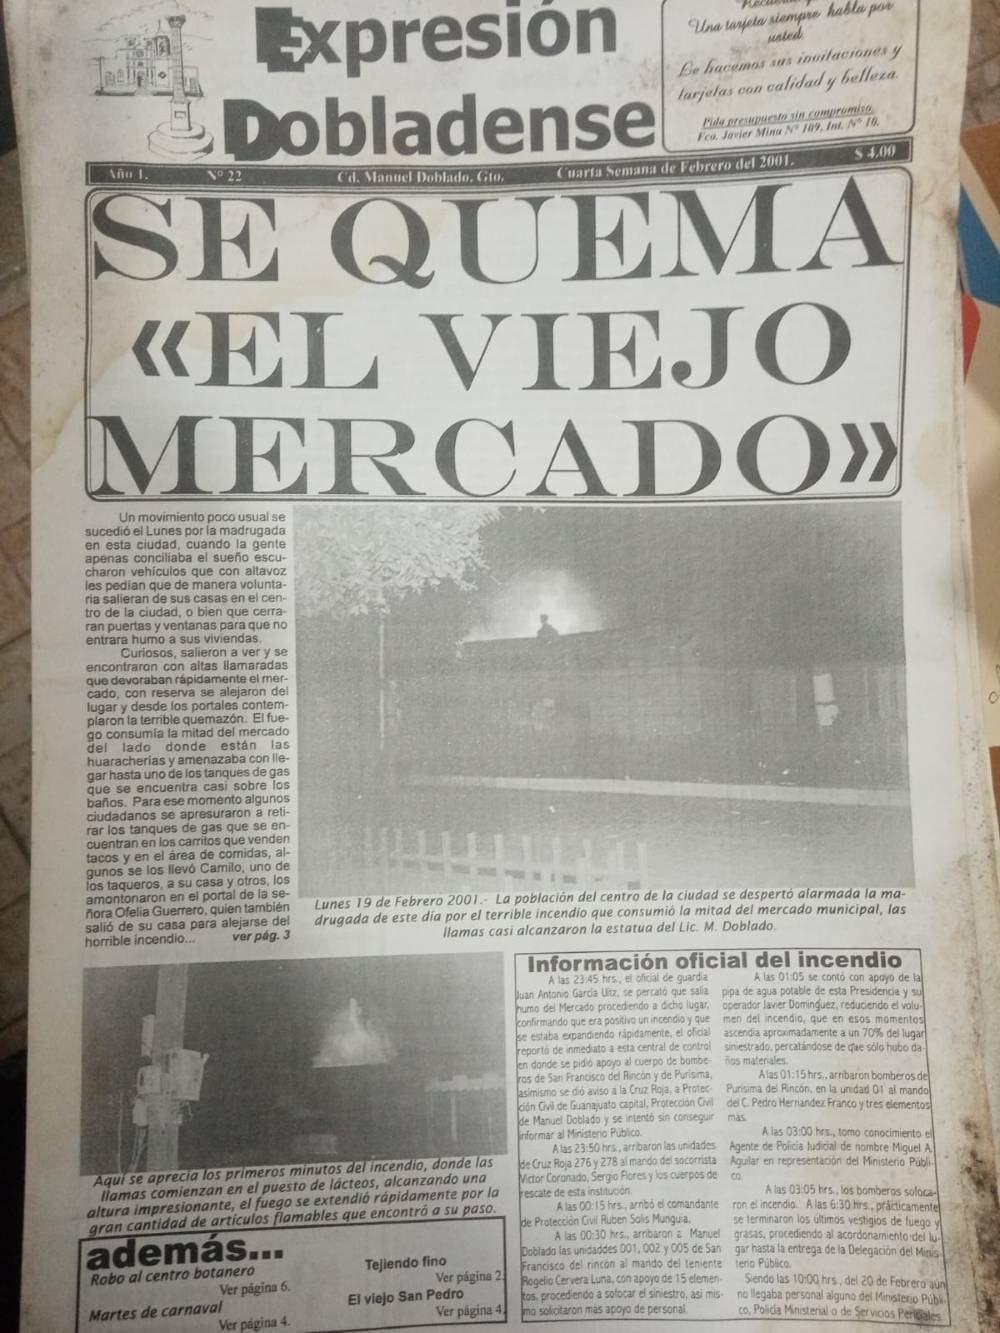 Expresión
Dobladense
Una tarjeta siempre habla por
usted.
Le hacemos sus invitaciones y
tarjetas con calidad y belleza.
Pida presupuesto sin compromiso.
Fco. Javier Mina N° 109, Int. N° 10.
Año 1. N° 22 Cd. Manuel Doblado, Gto. Cuarta Semana de Febrero del 2001. $ 4,00
SE QUEMA
«EL VIEJO
MERCADO»
Un movimiento poco usual se
sucedió el Lunes por la madrugada
en esta ciudad, cuando la gente
apenas conciliaba el sueño escu-
charon vehículos que con altavoz
les pedían que de manera volunta-
ria salieran de sus casas en el cen-
tro de la ciudad, o bien que cerra-
ran puertas y ventanas para que no
entrara humo a sus viviendas.
Curiosos, salieron a ver y se
encontraron con altas llamaradas
que devoraban rápidamente el mer-
cado, con reserva se alejaron del
lugar y desde los portales contem-
plaron la terrible quemazón. El fue-
go consumía la mitad del mercado
del lado donde están las
huaracherías y amenazaba con lle-
gar hasta uno de los tanques de gas
que se encuentra casi sobre los
baños. Para ese momento algunos
ciudadanos se apresuraron a reti-
rar los tanques de gas que se en-
cuentran en los carritos que venden
tacos y en el área de comidas, al-
gunos se los llevó Camilo, uno de
los taqueros, a su casa y otros, los
amontonaron en el portal de la se-
ñora Ofelia Guerrero, quien también
salió de su casa para alejarse del
horrible incendio... ver pág. 3
Lunes 19 de Febrero 2001.- La población del centro de la ciudad se despertó alarmada la ma-
drugada de este día por el terrible incendio que consumió la mitad del mercado municipal, las
llamas casi alcanzaron la estatua del Lic. M. Doblado.
Aquí se aprecia los primeros minutos del incendio, donde las
llamas comienzan en el puesto de lácteos, alcanzando una
altura impresionante, el fuego se extendió rápidamente por la
gran cantidad de artículos flamables que encontró a su paso.
además...
Robo al centro botanero
Ver página 6.
Martes de carnaval
Ver página 4.
Tejiendo fino
Ver página 2.
El viejo San Pedro
Ver página 4.
Información oficial del incendio
A las 23:45 hrs., el oficial de guardia
Juan Antonio García Uitz, se percató que salía
humo del Mercado procediendo a dicho lugar,
confirmando que era positivo un incendio y que
se estaba expandiendo rápidamente, el oficial
reportó de inmediato a esta central de control
en donde se pidió apoyo al cuerpo de bombe-
ros de San Francisco del Rincón y de Purísima,
asimismo se dió aviso a la Cruz Roja, a Protec-
ción Civil de Guanajuato capital, Protección Civil
de Manuel Doblado y se intentó sin conseguir
informar al Ministerio Público.
A las 23:50 hrs., arribaron las unidades
de Cruz Roja 276 y 278 al mando del socorrista
Victor Coronado, Sergio Flores y los cuerpos de
rescate de esta institución.
A las 00:15 hrs., arribó el comandante
de Protección Civil Ruben Solis Munguia.
A las 00:30 hrs., arribaron a Manuel
Doblado las unidaddes 001, 002 y 005 de San
Francisco del rincón al mando del teniente
Rogelio Cervera Luna, con apoyo de 15 elemen-
tos, procediendo a sofocar el siniestro, así mis-
mo solicitaron más apoyo de personal.
A las 01:05 se contó con apoyo de la
pipa de agua potable de esta Presidencia y su
operador Javier Domínguez, reduciendo el volu-
men del incendio, que en esos momentos
ascendía aproximadamente a un 70% del lugar
siniestrado, percatándose de que sólo hubo da-
ños materiales.
A las 01:15 hrs., arribaron bomberos de
Purísima del Rincón, en la unidad 01 al mando
del C. Pedro Hernandez Franco y tres elementos
más.
A las 03:00 hrs., tomo conocimiento el
Agente de Policía Judicial de nombre Miguel A.
Aguilar en representación del Ministerio Públi-
co.
A las 03:05 hrs., los bomberos sofoca-
ron el incendio. A las 6:30 hrs., prácticamente
se terminaron los últimos vestigios de fuego y
grasas, procediendo al acordonamiento del lu-
gar hasta la entrega de la Delegación del Minis-
terio Público.
Siendo las 10:00 hrs., del 20 de Febrero aún
no llegaba personal alguno del Ministerio Públi-
co, Policía Ministerial o de Servicios Periciales.